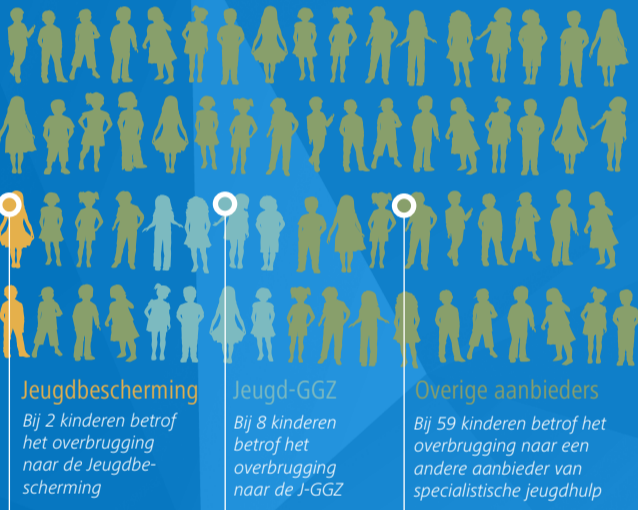 Jeugdbescherming
Bij 2 kinderen betrof
het overbrugging
naar de Jeugdbe-
scherming
Jeugd-GGZ
Bij 8 kinderen
betrof het
overbrugging
naar de J-GGZ
Overige aanbieders
Bij 59 kinderen betrof het
overbrugging naar een
andere aanbieder van
specialistische jeugdhulp